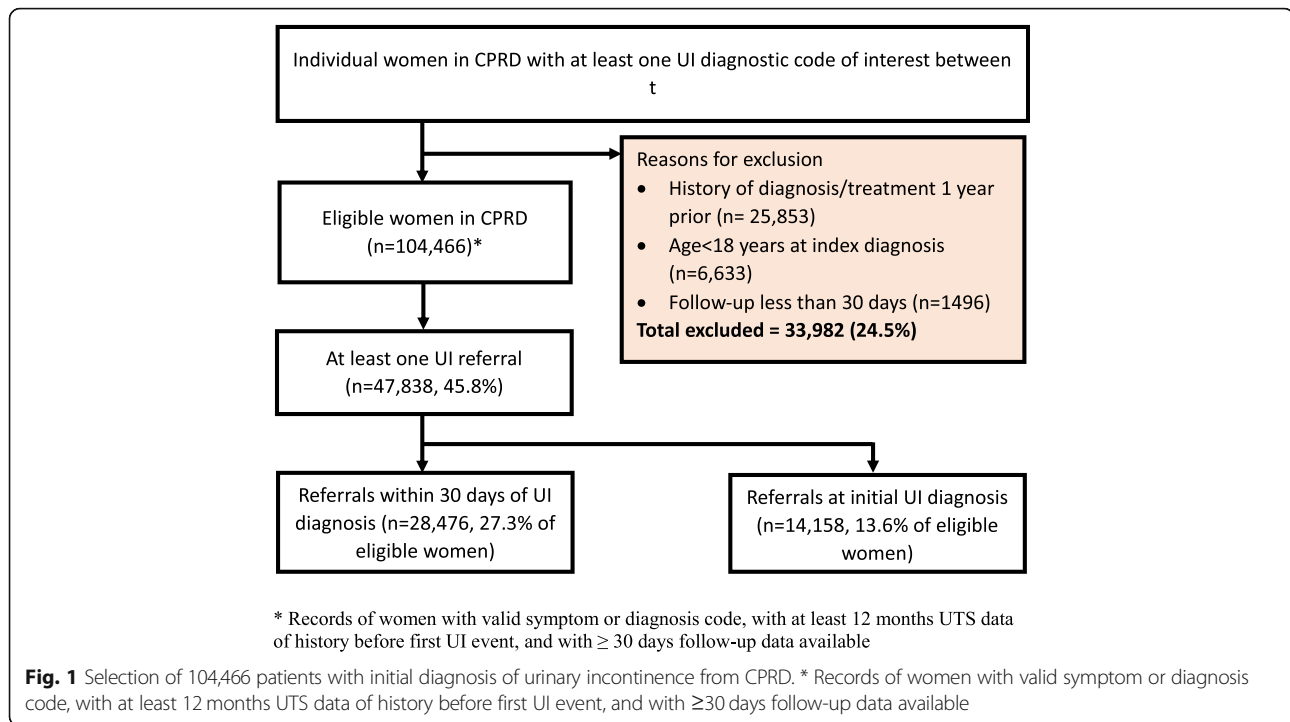 Individual women in CPRD with at least one UI diagnostic code of interest between
t
Reasons for exclusion
• History of diagnosis/treatment 1 year
prior (n= 25,853)
• Age<18 years at index diagnosis
(n=6,633)
• Follow-up less than 30 days (n=1496)
Total excluded = 33,982 (24.5%)
Eligible women in CPRD
(n=104,466)*
At least one UI referral
(n=47,838, 45.8%)
Referrals within 30 days of UI
diagnosis (n=28,476, 27.3% of
eligible women)
Referrals at initial UI diagnosis
(n=14,158, 13.6% of eligible
women)
* Records of women with valid symptom or diagnosis code, with at least 12 months UTS data
of history before first UI event, and with ≥ 30 days follow-up data available
Fig. 1 Selection of 104,466 patients with initial diagnosis of urinary incontinence from CPRD. * Records of women with valid symptom or diagnosis
code, with at least 12 months UTS data of history before first UI event, and with ≥30 days follow-up data available